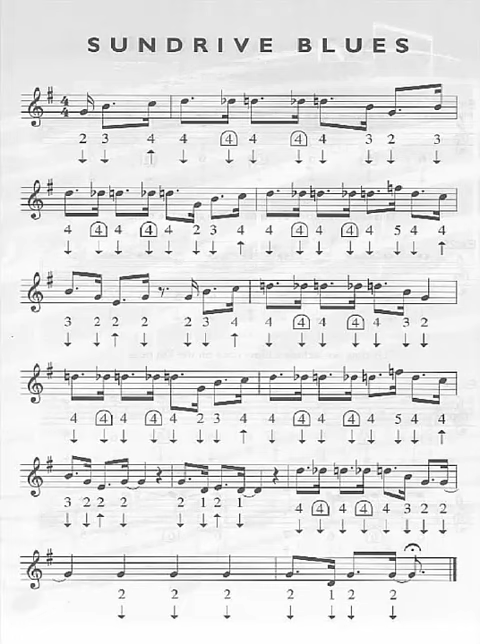 SUNDRIVE BLUES
4
4
2 3 4 4 4 4 4 4 3 2 3
4 4 4 4 4 2 3 4 4 4 4 4 4 5 4 4
3 2 2 2 2 3 4 4 4 4 4 4 3 2
4 4 4 4 4 2 3 4 4 4 4 4 4 5 4 4
3 2 2 2 2 1 2 1 4 4 4 4 4 3 2 2
2 2 2 2 1 2 2